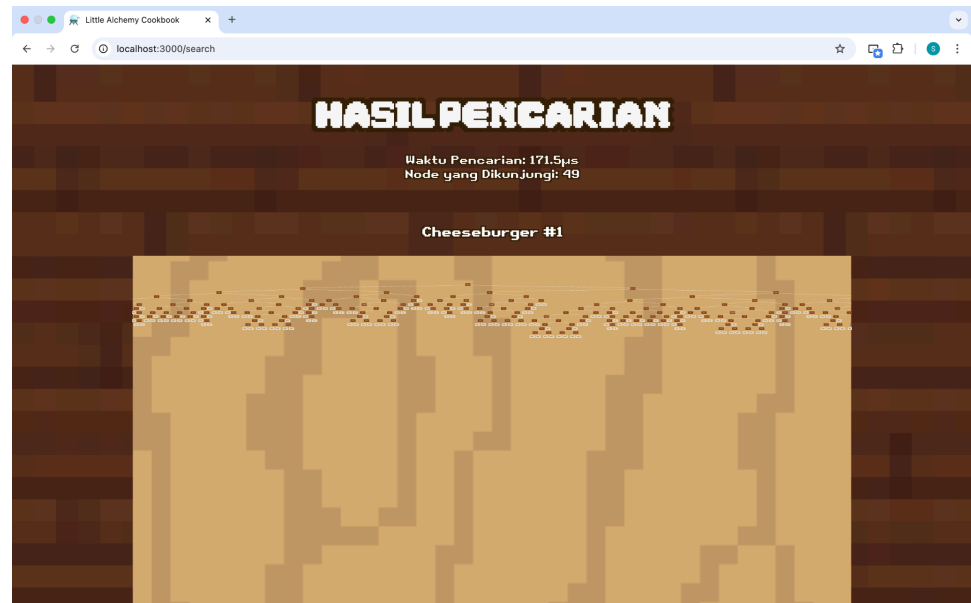 Little Alchemy Cookbook
localhost:3000/search
S
HASIL PENCARIAN
Waktu Pencarian: 171.5µs
Node yang Dikunjungi: 49
Cheeseburger #1